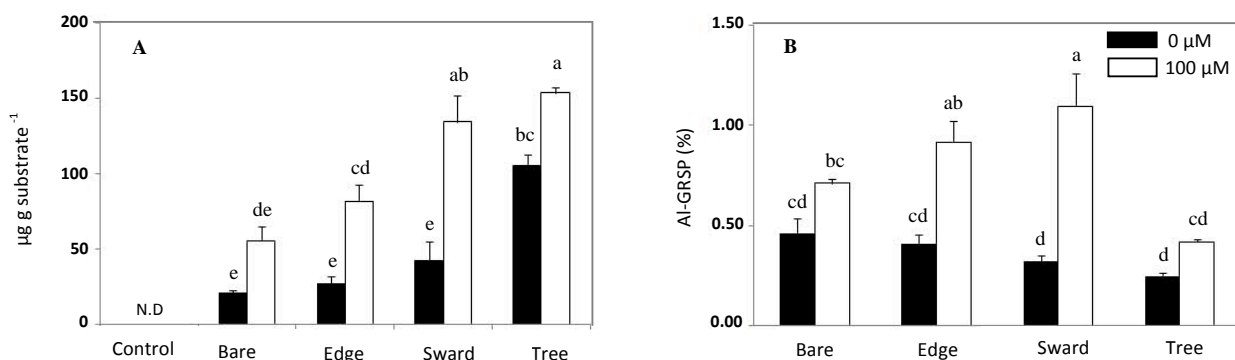 A
µg g substrate -1
200
150
100
50
0
N.D
e
de
e
cd
e
ab
bc
a
Control Bare Edge Sward Tree
B
0 µM
100 µM
Al-GRSP (%)
1.50
1.00
0.50
0.00
cd
bc
cd
ab
d
a
d
cd
Bare Edge Sward Tree